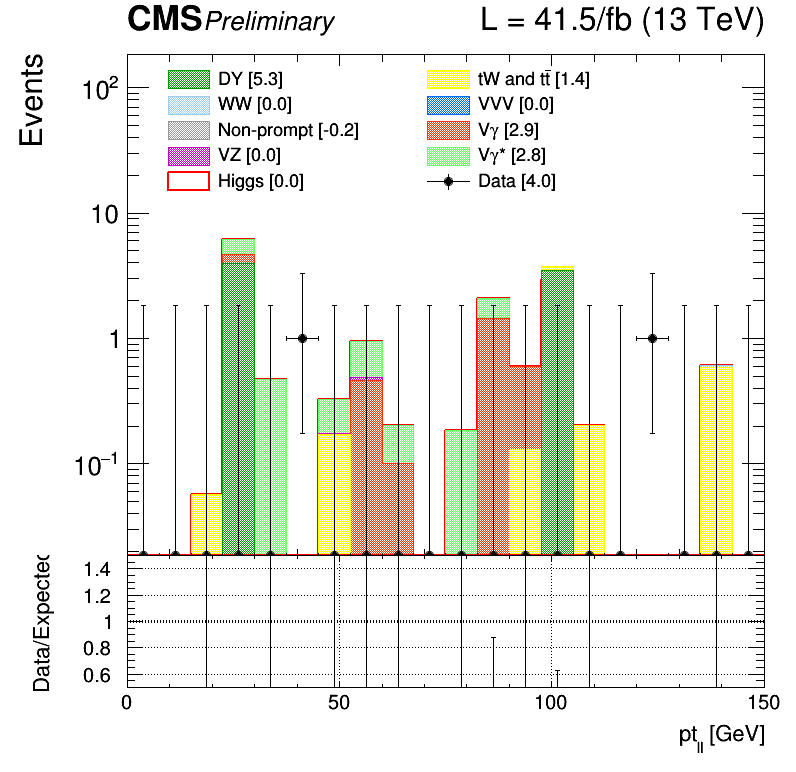 CMS Preliminary L = 41.5/fb (13 TeV)
Events
10²
10
1
10⁻¹
DY [5.3]
WW [0.0]
Non-prompt [-0.2]
VZ [0.0]
Higgs [0.0]
tW and tt̄ [1.4]
VVV [0.0]
Vγ [2.9]
Vγ* [2.8]
Data [4.0]
Data/Expected
1.4
1.2
1
0.8
0.6
0 50 100 150
pt_ll [GeV]